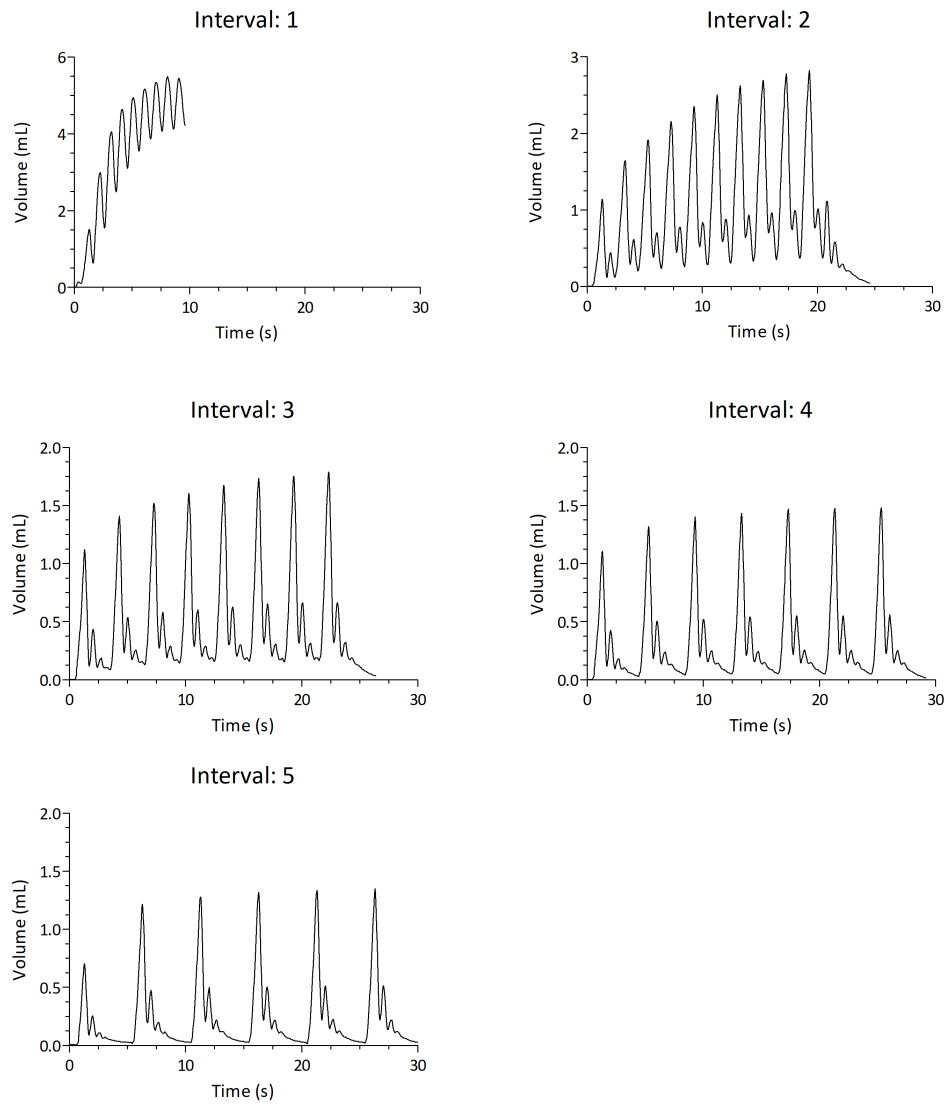 Interval: 1
6
4
2
0
Volume (mL)
0 10 20 30
Time (s)
Interval: 2
3
2
1
0
Volume (mL)
0 10 20 30
Time (s)
Interval: 3
2.0
1.5
1.0
0.5
0.0
Volume (mL)
0 10 20 30
Time (s)
Interval: 4
2.0
1.5
1.0
0.5
0.0
Volume (mL)
0 10 20 30
Time (s)
Interval: 5
2.0
1.5
1.0
0.5
0.0
Volume (mL)
0 10 20 30
Time (s)